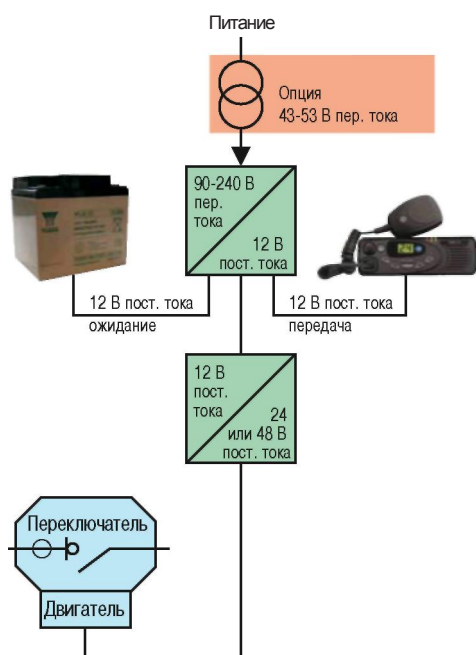 Питание
Опция
43-53 В пер. тока
90-240 В
пер.
тока
12 В
пост. тока
12 В пост. тока
ожидание
12 В пост. тока
передача
12 В
пост.
тока
24
или 48 В
пост. тока
Переключатель
Двигатель